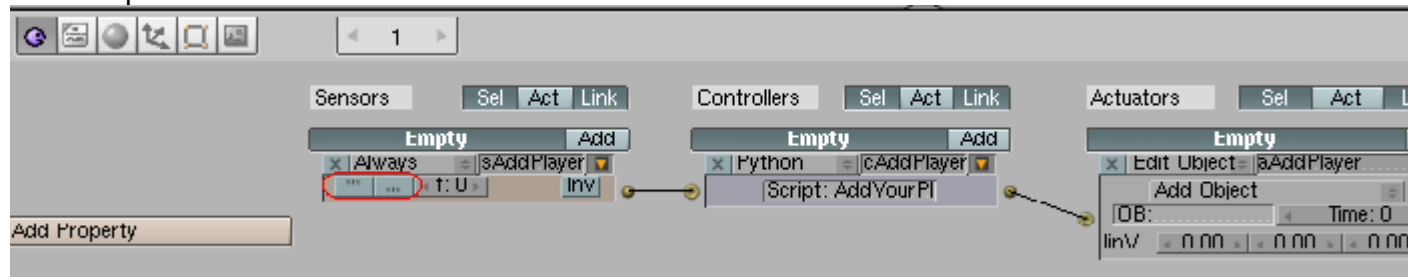 1
Sensors Sel Act Link Controllers Sel Act Link Actuators Sel Act
Empty Add Empty Add Empty
X Always sAddPlayer X Python cAddPlayer X Edit Object aAddPlayer
f: 0 Inv Script: AddYourPl Add Object
OB: Time: 0
Add Property
linV 0.00 0.00 0.00